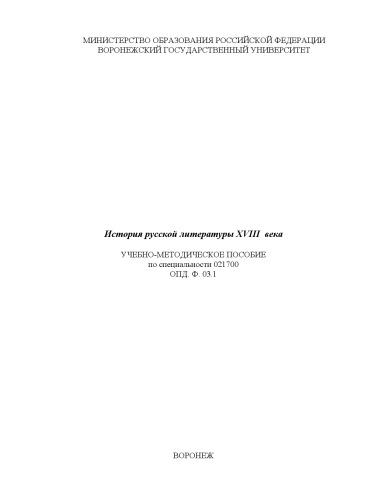 МИНИСТЕРСТВО ОБРАЗОВАНИЯ РОССИЙСКОЙ ФЕДЕРАЦИИ
ВОРОНЕЖСКИЙ ГОСУДАРСТВЕННЫЙ УНИВЕРСИТЕТ
История русской литературы XVIII века
УЧЕБНО-МЕТОДИЧЕСКОЕ ПОСОБИЕ
по специальности 021700
ОПД. Ф. 03.1
ВОРОНЕЖ